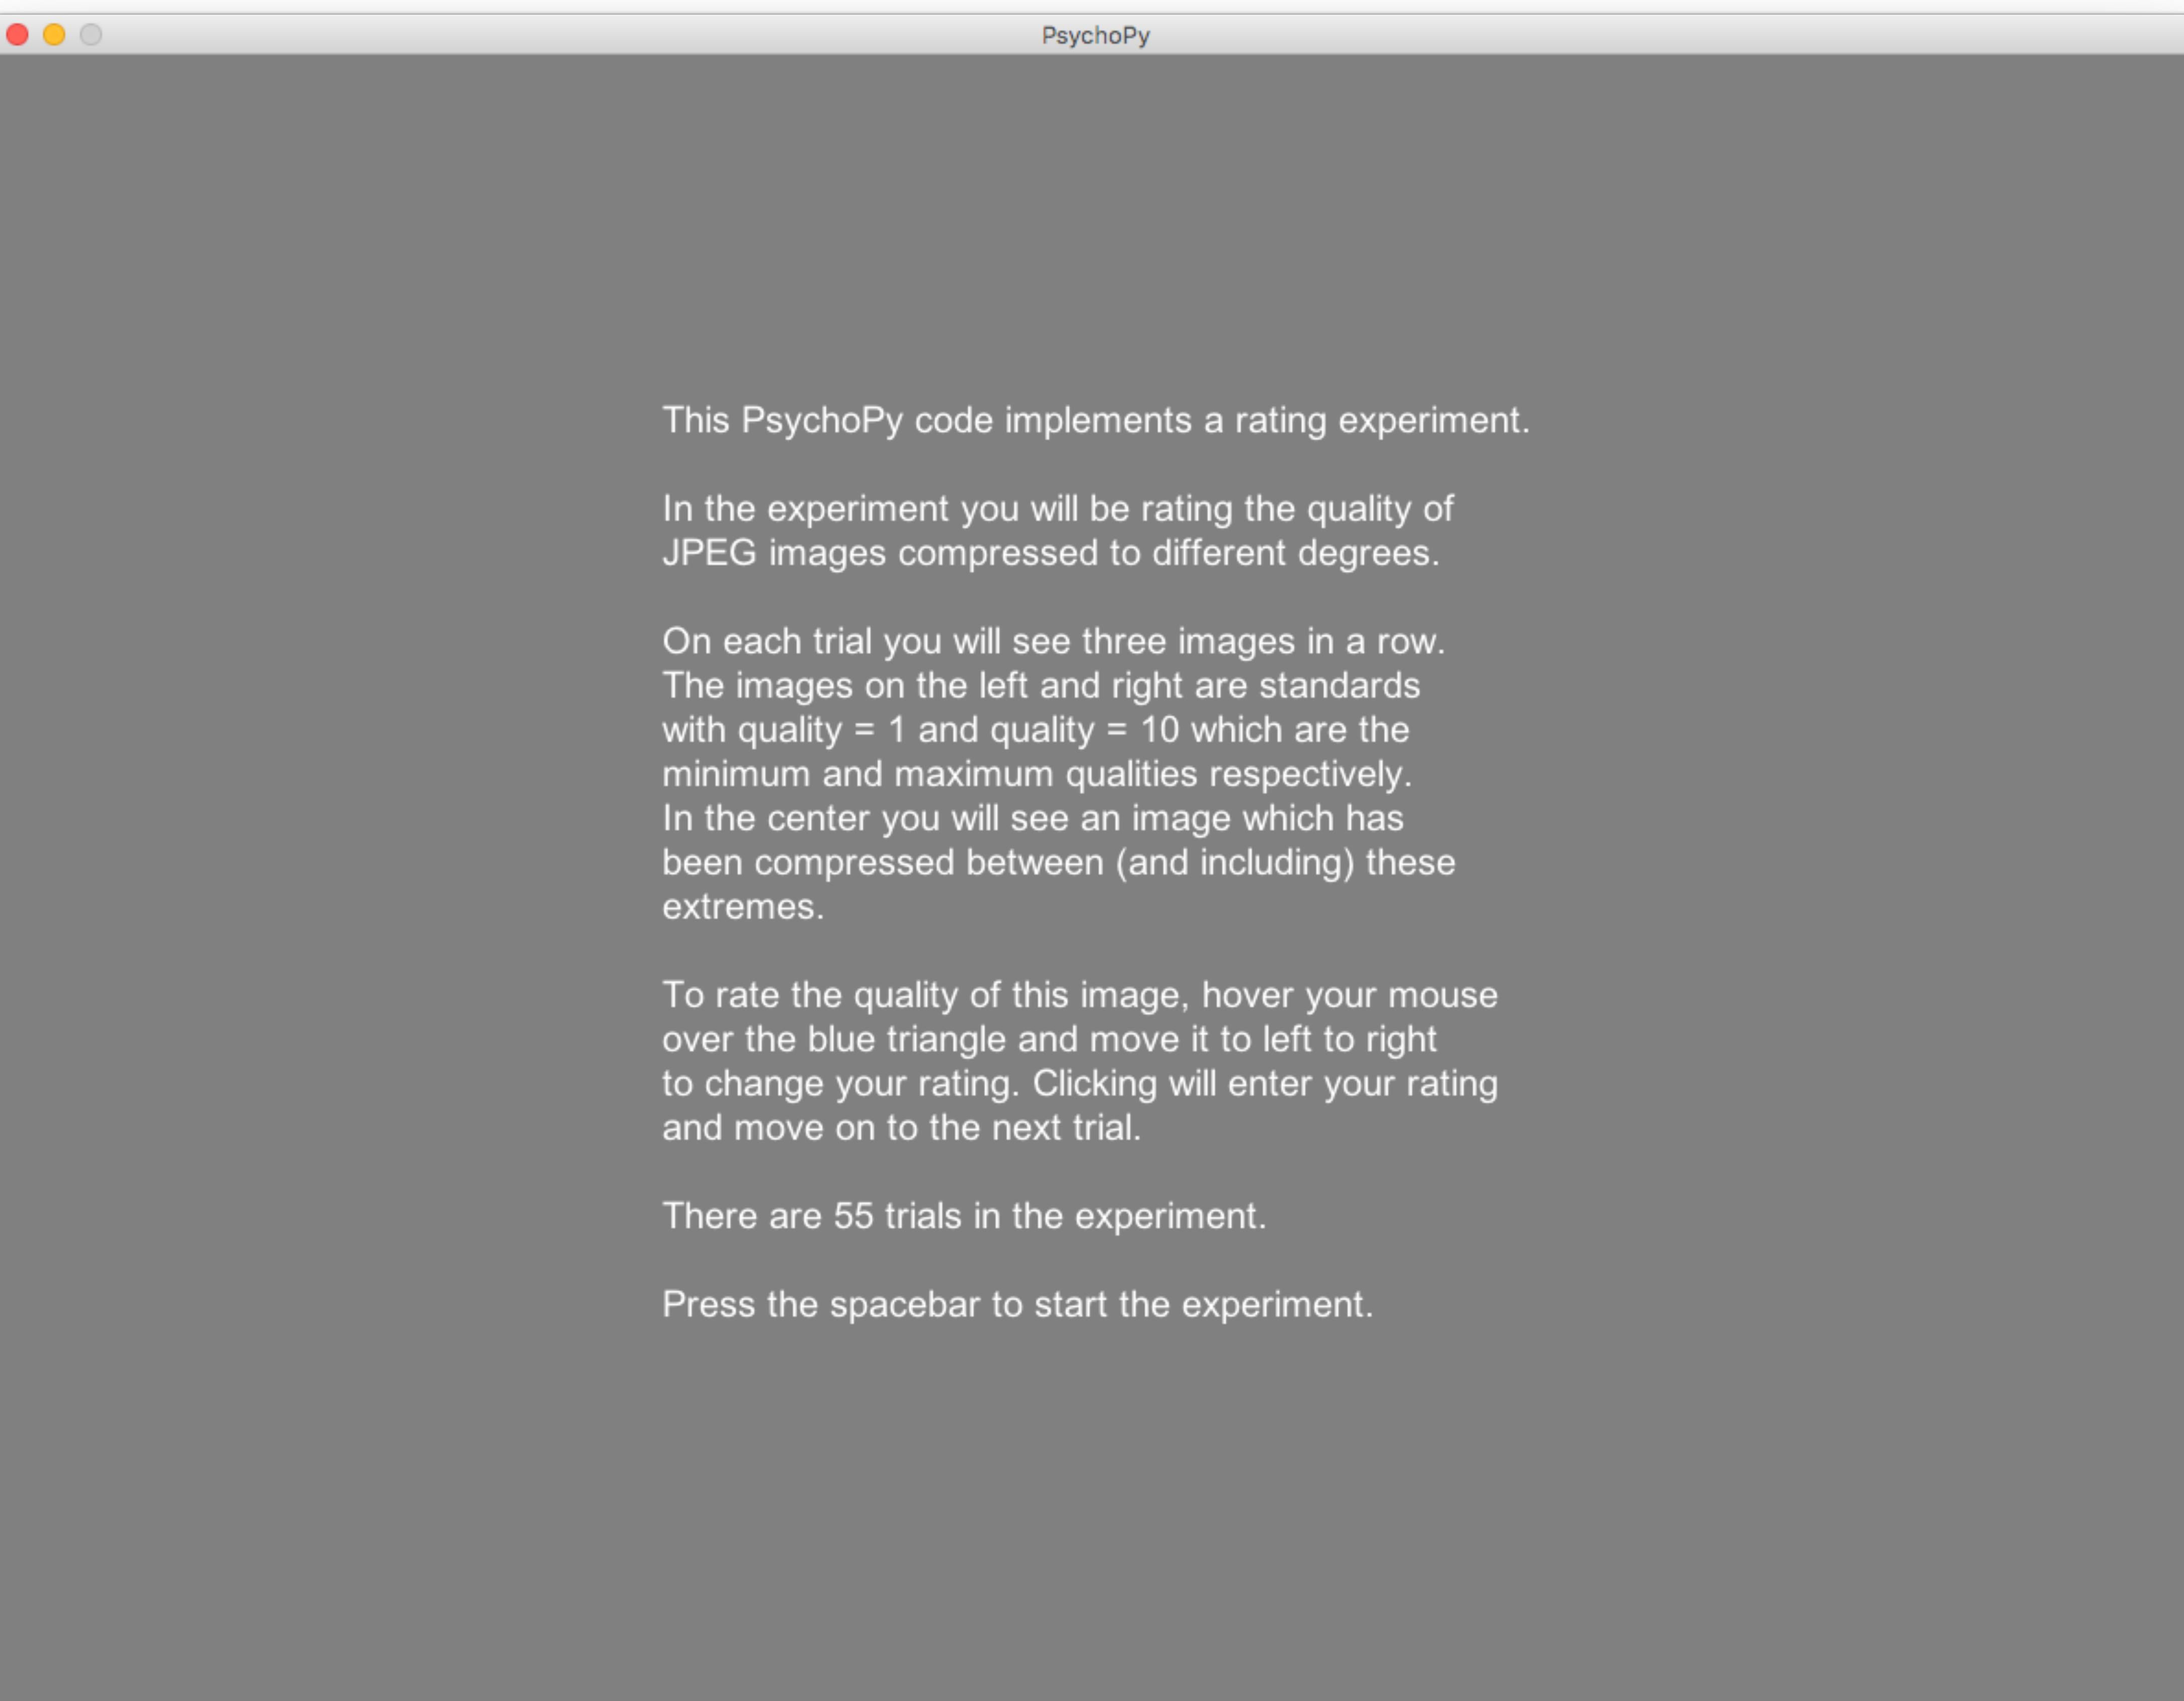 PsychoPy
This PsychoPy code implements a rating experiment.
In the experiment you will be rating the quality of
JPEG images compressed to different degrees.
On each trial you will see three images in a row.
The images on the left and right are standards
with quality = 1 and quality = 10 which are the
minimum and maximum qualities respectively.
In the center you will see an image which has
been compressed between (and including) these
extremes.
To rate the quality of this image, hover your mouse
over the blue triangle and move it to left to right
to change your rating. Clicking will enter your rating
and move on to the next trial.
There are 55 trials in the experiment.
Press the spacebar to start the experiment.